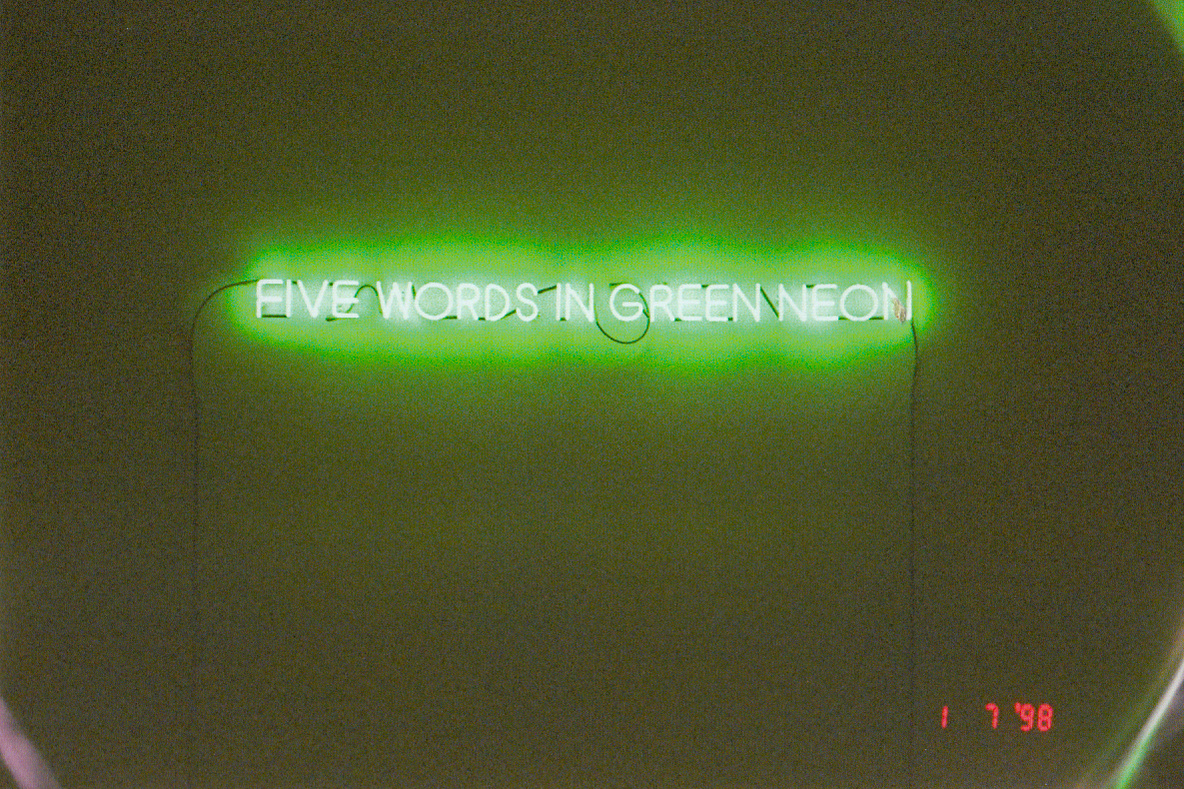 FIVE WORDS IN GREEN NEON
1 7 '98